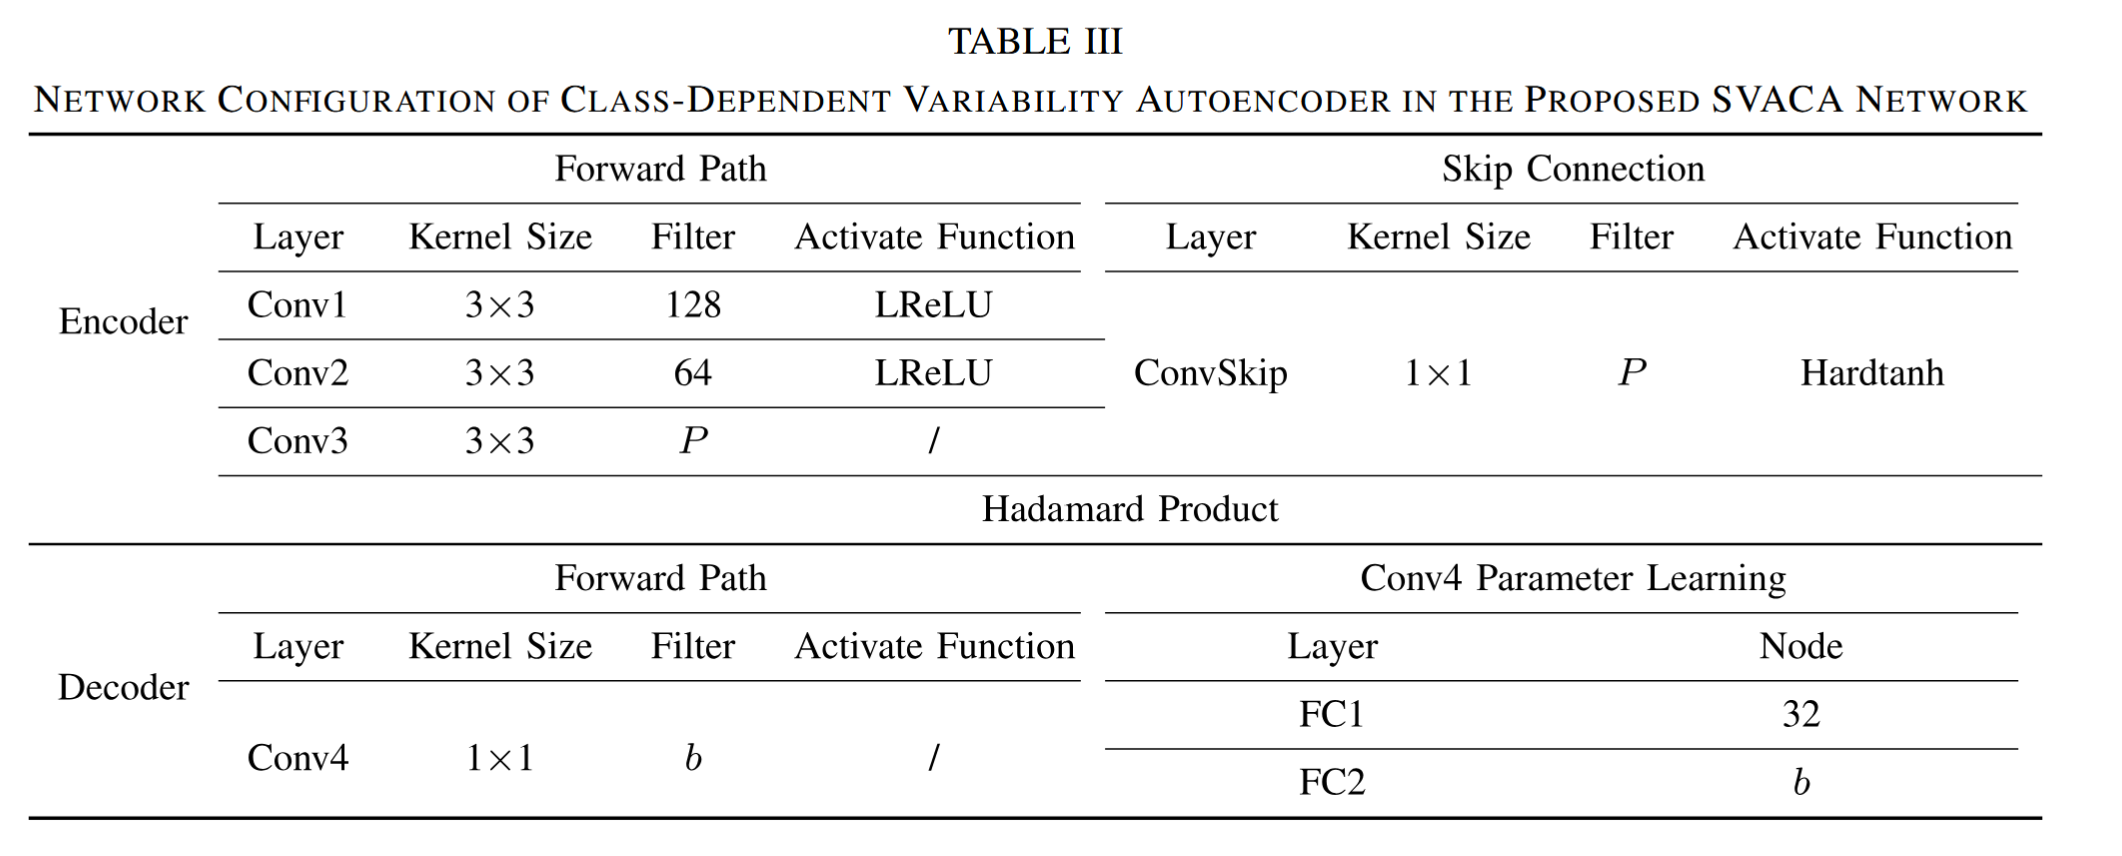 TABLE III
NETWORK CONFIGURATION OF CLASS-DEPENDENT VARIABILITY AUTOENCODER IN THE PROPOSED SVACA NETWORK
Forward Path Skip Connection
Layer Kernel Size Filter Activate Function Layer Kernel Size Filter Activate Function
Conv1 3×3 128 LReLU
Encoder
Conv2 3×3 64 LReLU ConvSkip 1×1 P Hardtanh
Conv3 3×3 P /
Hadamard Product
Forward Path Conv4 Parameter Learning
Layer Kernel Size Filter Activate Function Layer Node
Decoder
FC1 32
Conv4 1×1 b /
FC2 b